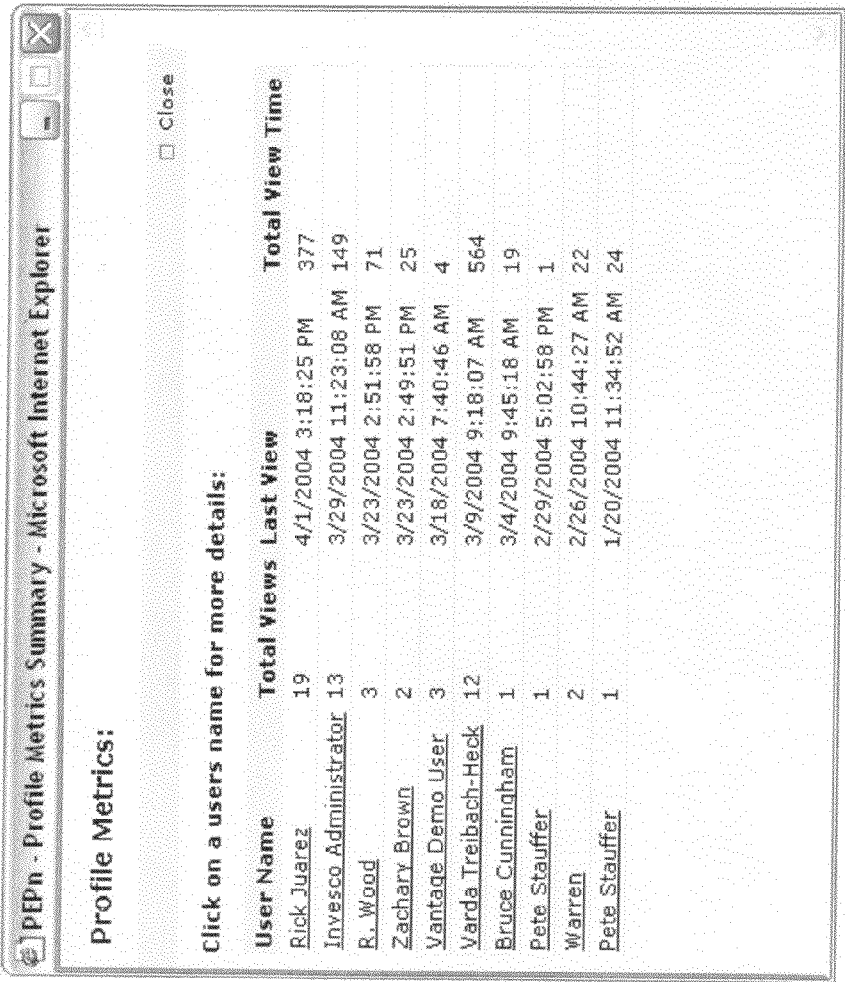 PEPn - Profile Metrics Summary - Microsoft Internet Explorer
Profile Metrics:
Close
Click on a users name for more details:
User Name Total Views Last View Total View Time
Rick Juarez 19 4/1/2004 3:18:25 PM 377
Invesco Administrator 13 3/29/2004 11:23:08 AM 149
R. Wood 3 3/23/2004 2:51:58 PM 71
Zachary Brown 2 3/23/2004 2:49:51 PM 25
Vantage Demo User 3 3/18/2004 7:40:46 AM 4
Varda Treibach-Heck 12 3/9/2004 9:18:07 AM 564
Bruce Cunningham 1 3/4/2004 9:45:18 AM 19
Pete Stauffer 1 2/29/2004 5:02:58 PM 1
Warren 2 2/26/2004 10:44:27 AM 22
Pete Stauffer 1 1/20/2004 11:34:52 AM 24